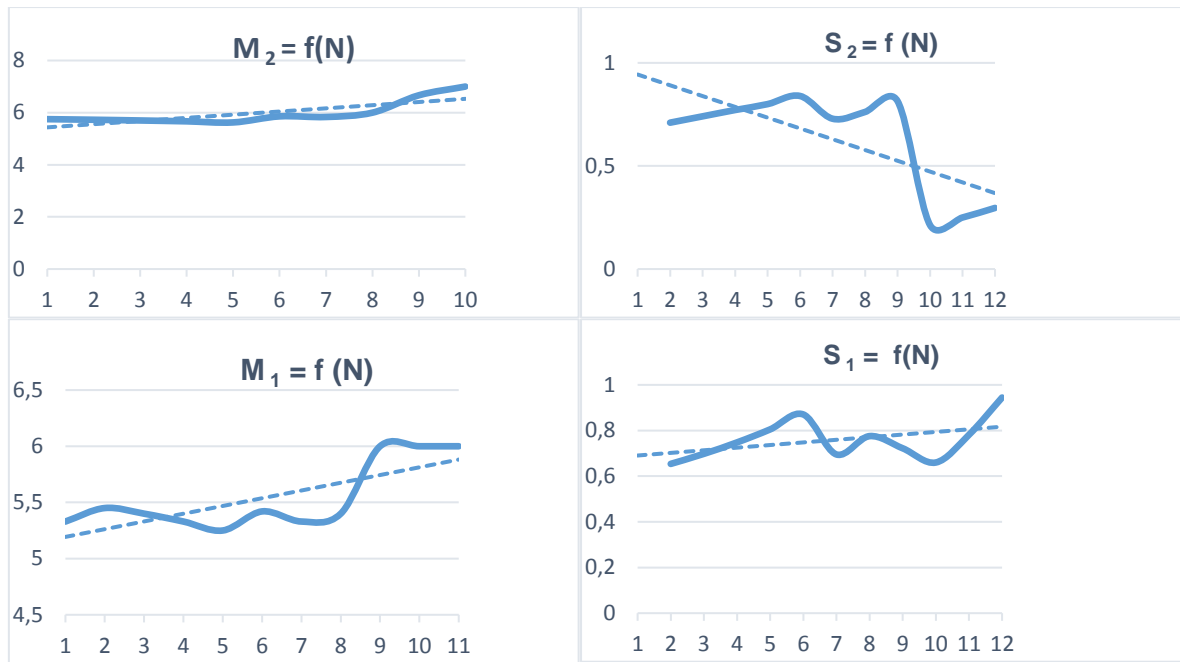 M 2 = f(N)
8
6
4
2
0
1 2 3 4 5 6 7 8 9 10
S 2 = f (N)
1
0,5
0
1 2 3 4 5 6 7 8 9 10 11 12
M 1 = f (N)
6,5
6
5,5
5
4,5
1 2 3 4 5 6 7 8 9 10 11
S 1 = f(N)
1
0,8
0,6
0,4
0,2
0
1 2 3 4 5 6 7 8 9 10 11 12